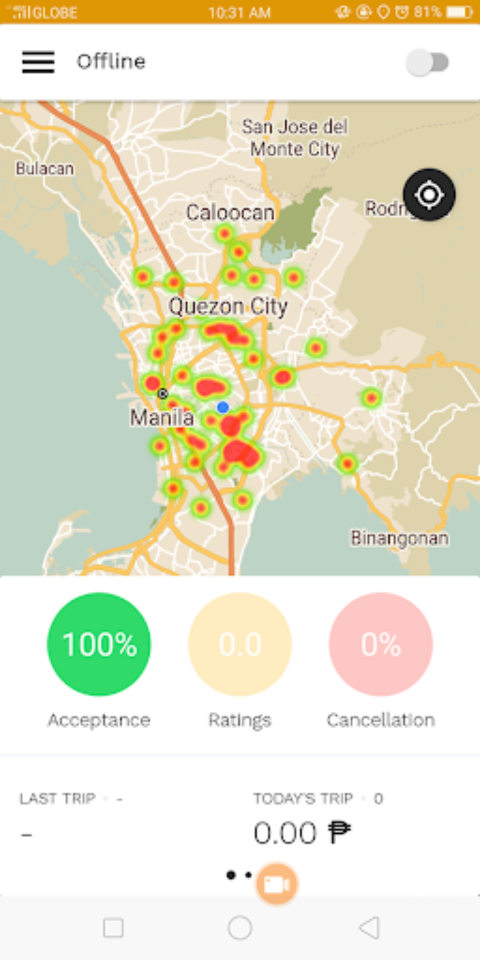 GLOBE 10:31 AM 81%
Offline
San Jose del
Monte City
Bulacan
Caloocan
Quezon City
Manila
Binangonan
100% 0.0 0%
Acceptance Ratings Cancellation
LAST TRIP • - TODAY'S TRIP • 0
- 0.00 ₱